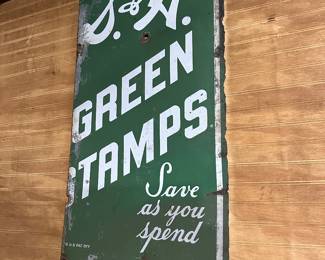 S. & H.
GREEN
STAMPS
Save
as you
spend